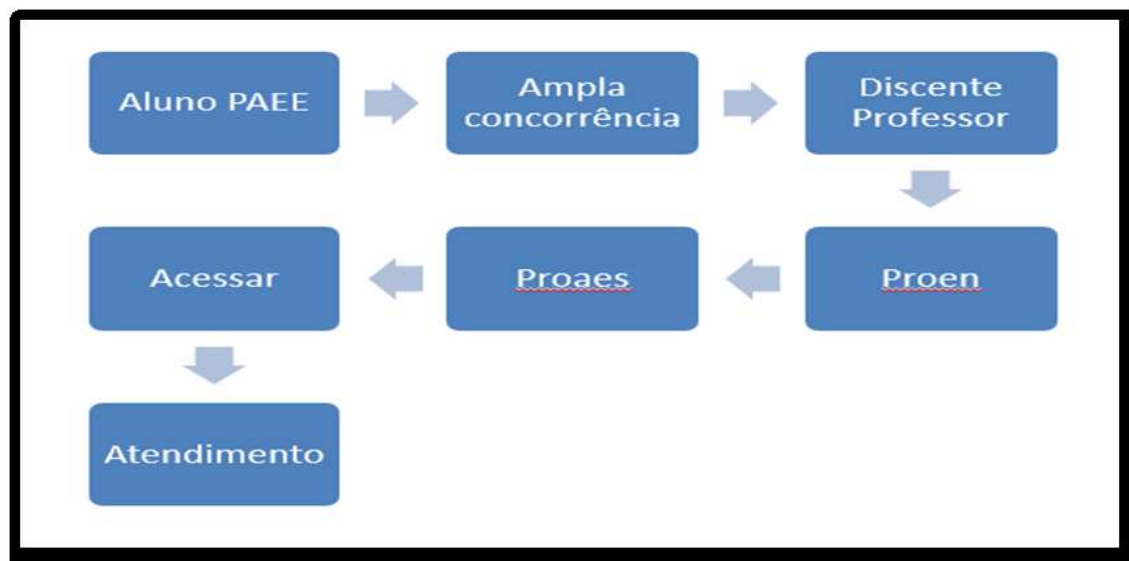 Aluno PAEE
Ampla
concorrência
Discente
Professor
Proen
Proaes
Acessar
Atendimento